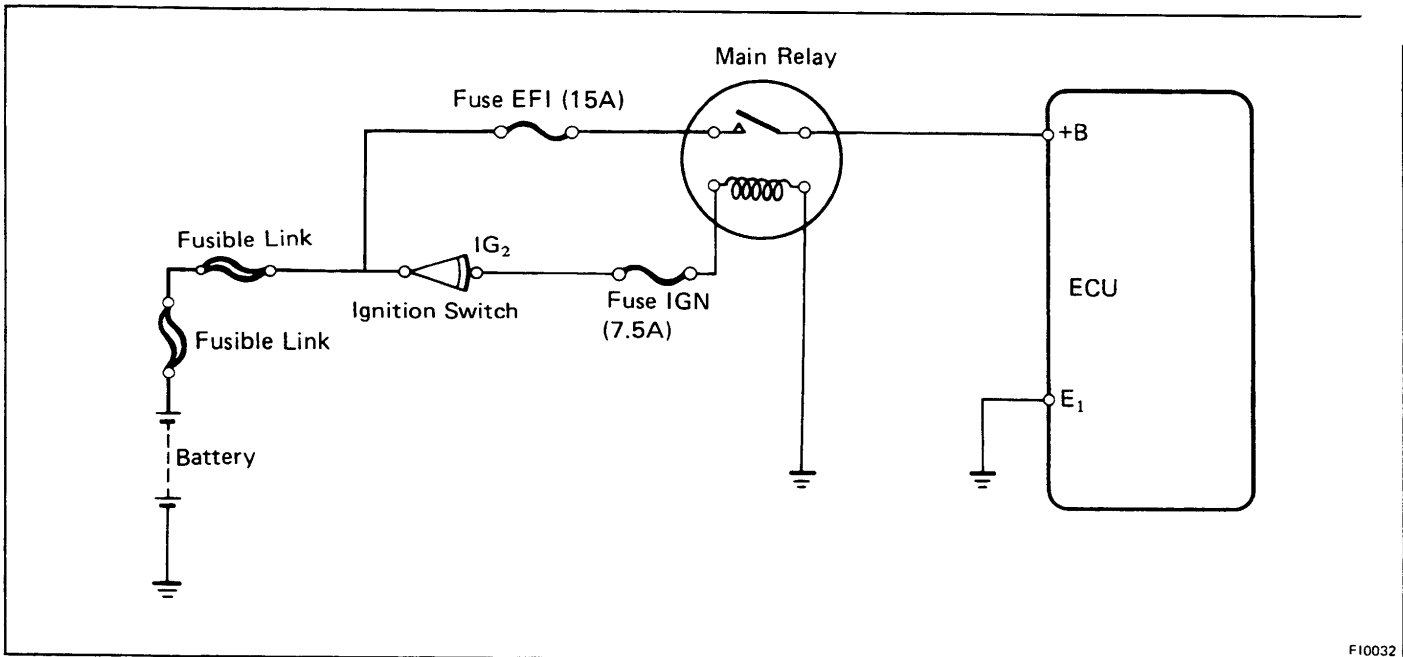 Main Relay
Fuse EFI (15A)
+B
Fusible Link
IG₂
Ignition Switch
Fuse IGN
(7.5A)
ECU
Fusible Link
E₁
Battery
FI0032